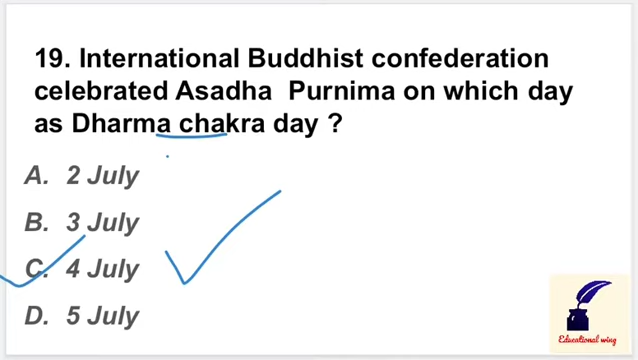 19. International Buddhist confederation
celebrated Asadha Purnima on which day
as Dharma chakra day ?
A. 2 July
B. 3 July
C. 4 July
D. 5 July
Educational wing